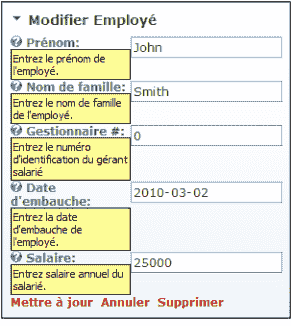 Modifier Employé
Prénom:
John
Entrez le prénom de
l'employé.
Nom de famille:
Smith
Entrez le nom de famille
de l'employé.
Gestionnaire #:
0
Entrez le numéro
d'identification du gérant
salarié
Date
d'embauche:
2010-03-02
Entrez la date
d'embauche de
l'employé.
Salaire:
25000
Entrez salaire annuel du
salarié.
Mettre à jour Annuler Supprimer